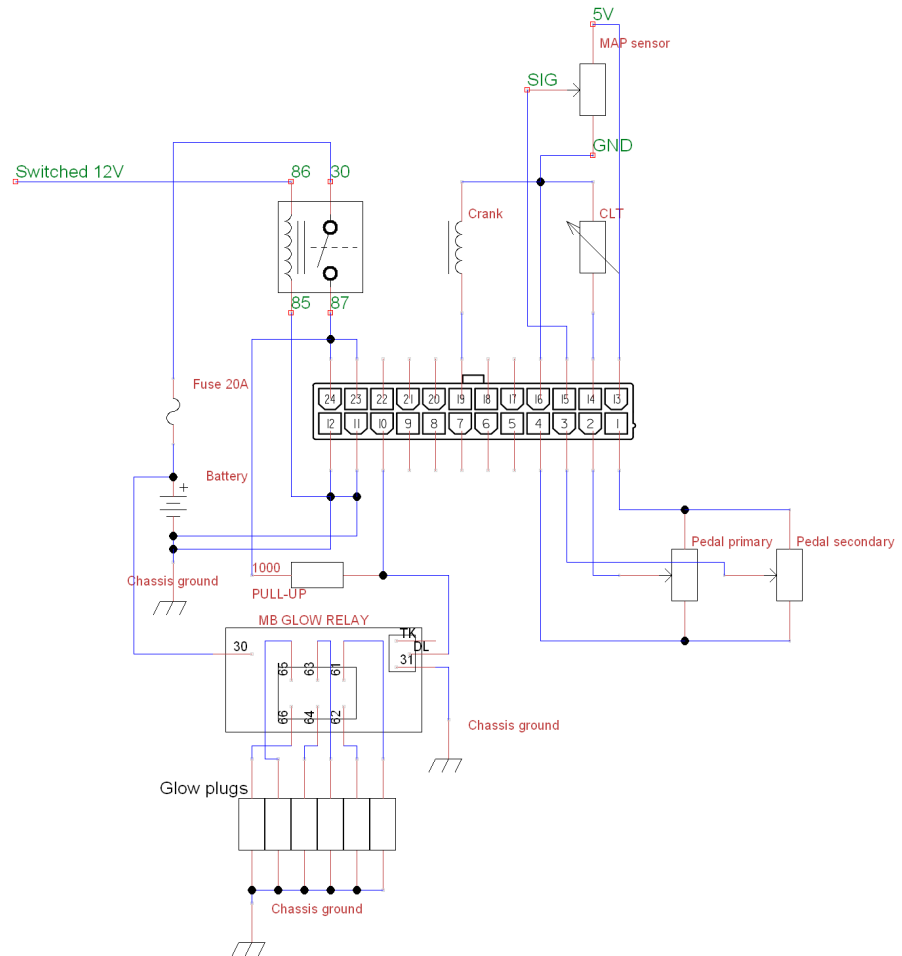 5V
MAP sensor
SIG
GND
Switched 12V
86 30
Crank
CLT
85 87
Fuse 20A
24 23 22 21 20 19 18 17 16 15 14 13
12 11 10 9 8 7 6 5 4 3 2 1
Battery
+
Pedal primary
Pedal secondary
Chassis ground
1000
PULL-UP
MB GLOW RELAY
TK
30
DL
31
65 63 61
66 64 62
Chassis ground
Glow plugs
Chassis ground